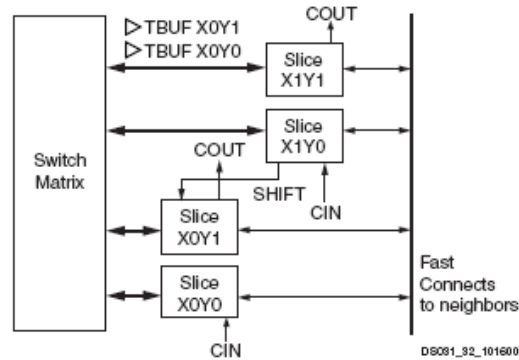 COUT
TBUF X0Y1
TBUF X0Y0
Slice
X1Y1
Slice
X1Y0
COUT
Switch
Matrix
SHIFT
CIN
Slice
X0Y1
Slice
X0Y0
Fast
Connects
to neighbors
CIN
DS031_32_101600